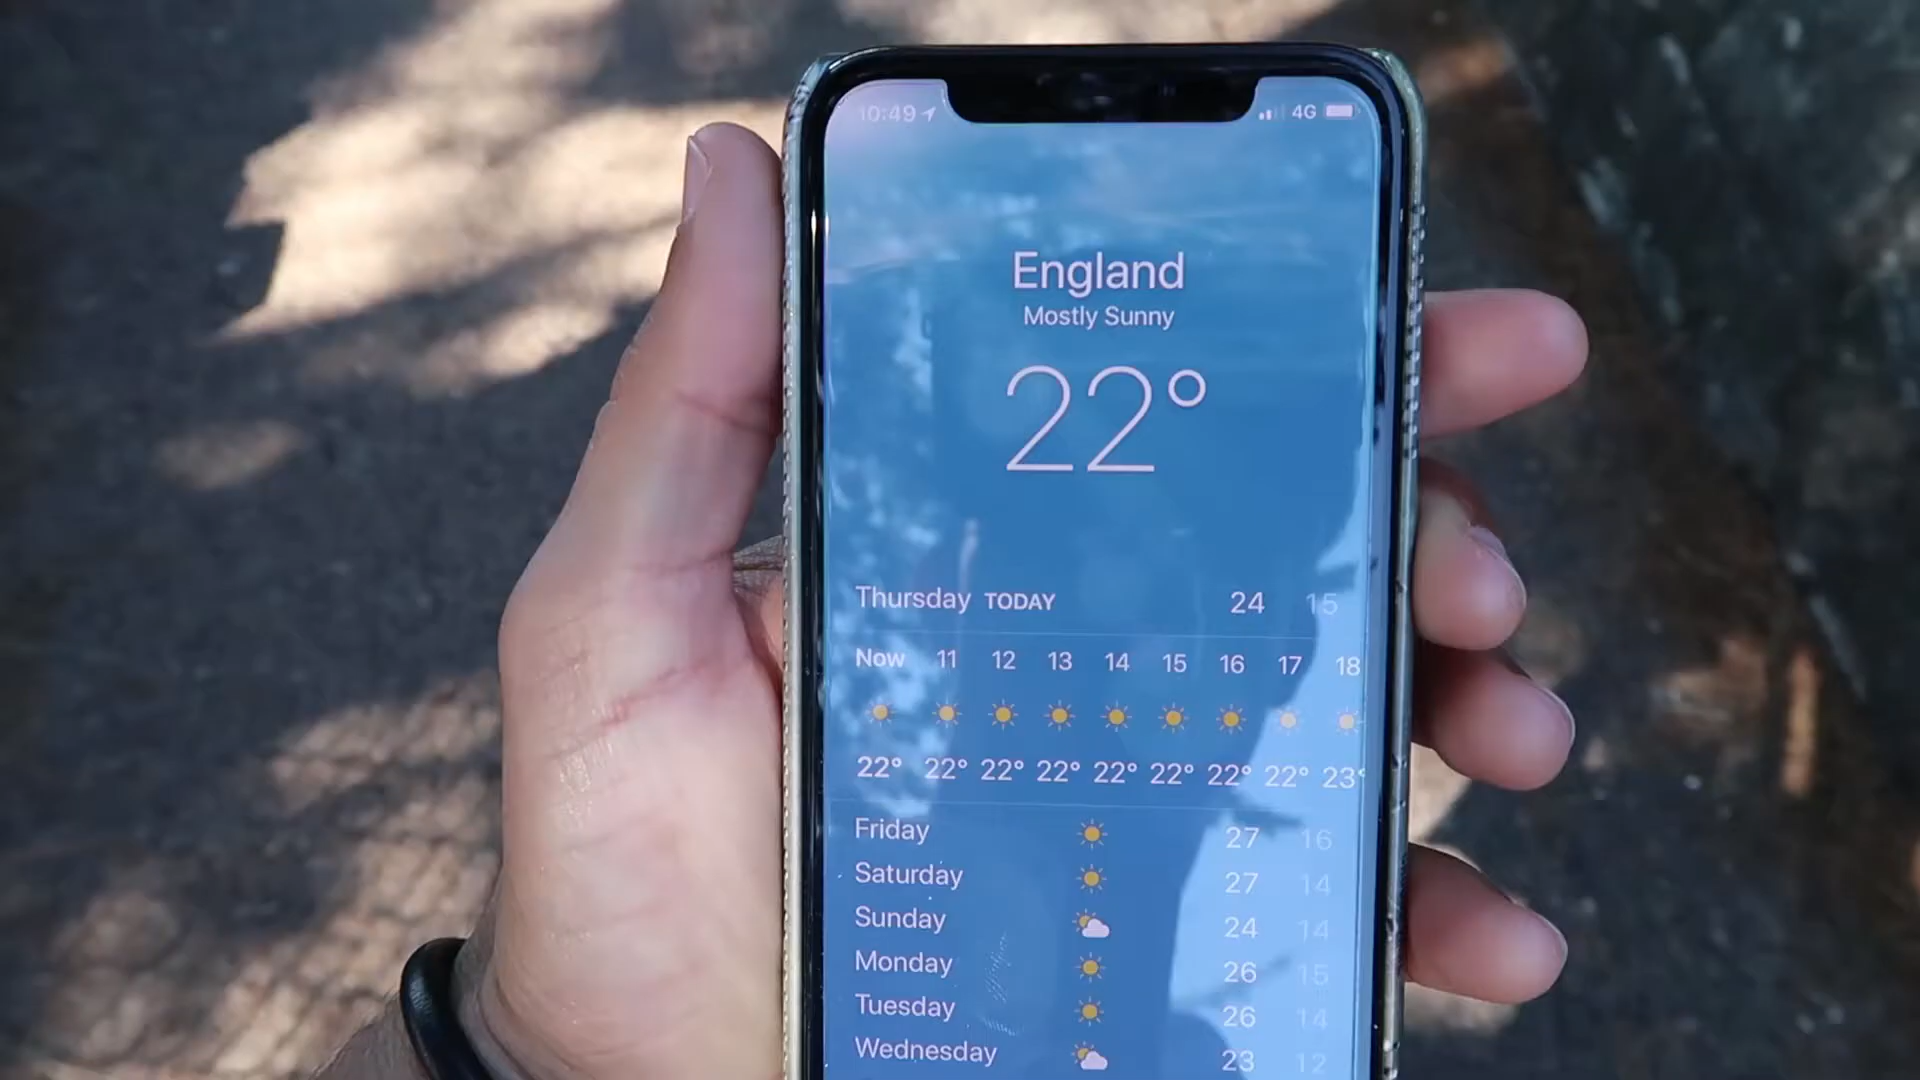 10:49 4G
England
Mostly Sunny
22°
Thursday TODAY 24 15
Now 11 12 13 14 15 16 17 18
22° 22° 22° 22° 22° 22° 22° 22° 23°
Friday 27 16
Saturday 27 14
Sunday 24 14
Monday 26 15
Tuesday 26 14
Wednesday 23 12